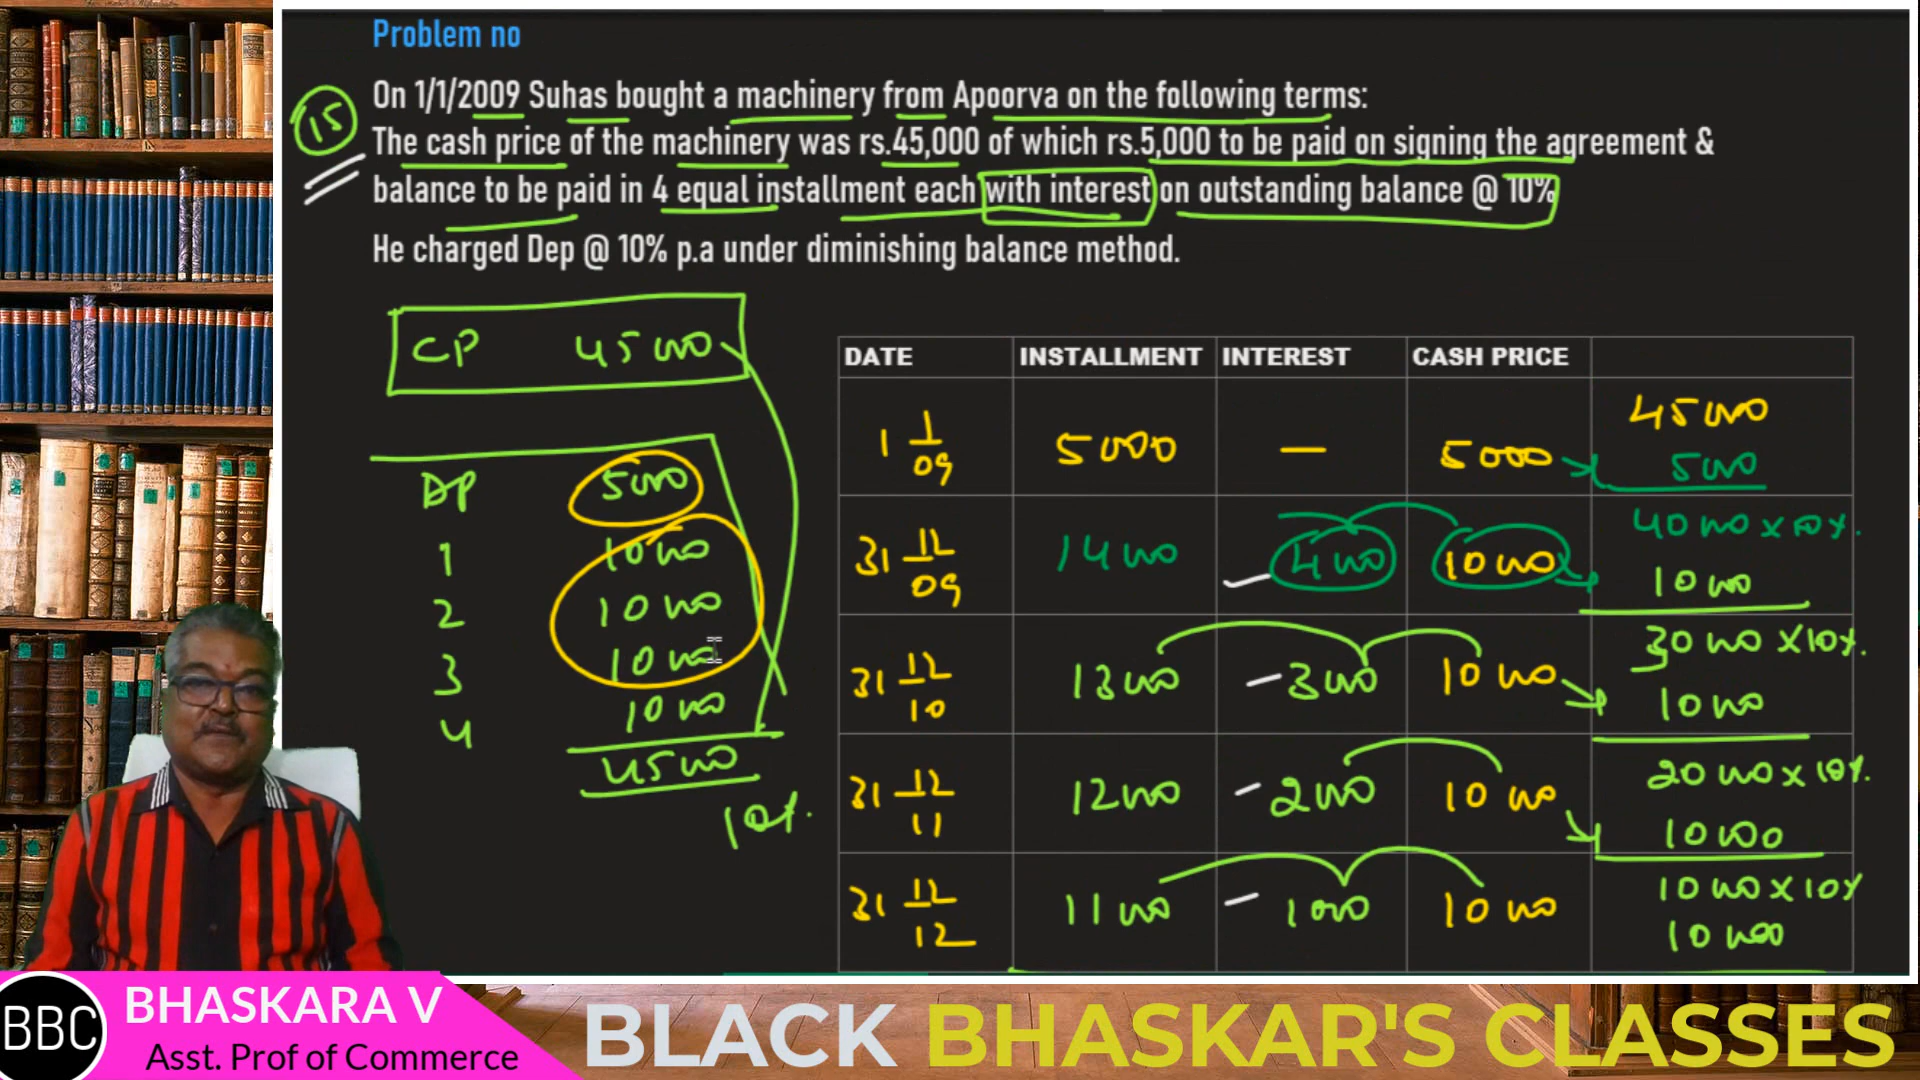 Problem no
15
On 1/1/2009 Suhas bought a machinery from Apoorva on the following terms:
The cash price of the machinery was rs.45,000 of which rs.5,000 to be paid on signing the agreement &
balance to be paid in 4 equal installment each with interest on outstanding balance @ 10%
He charged Dep @ 10% p.a under diminishing balance method.
CP 45000
DP 5000
1 10000
2 10000
3 10000
4 10000
45000
10%.
DATE INSTALLMENT INTEREST CASH PRICE
45000
1 1/09 5000 — 5000 5000
40000 x 10%.
31 12/09 14000 4000 10000 10000
30000 x 10%.
31 12/10 13000 3000 10000 10000
20000 x 10%.
31 12/11 12000 2000 10000 10000
10000 x 10%
31 12/12 11000 1000 10000 10000
BBC
BHASKARA V
Asst. Prof of Commerce
BLACK BHASKAR'S CLASSES